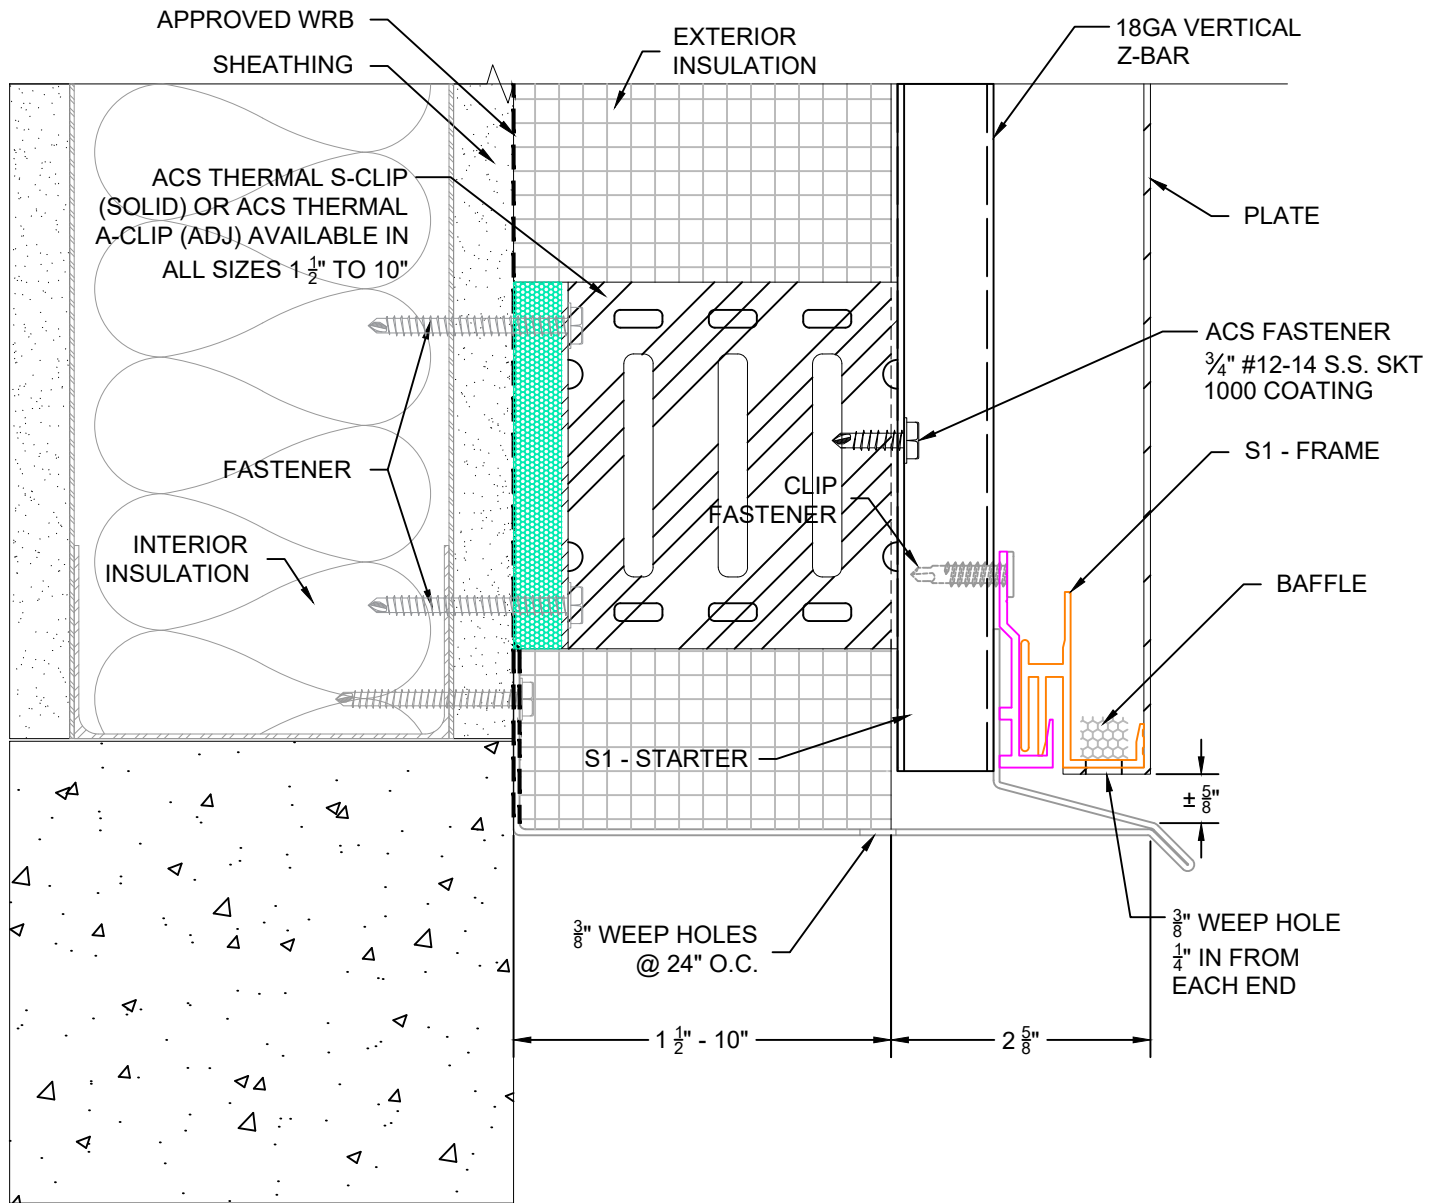 APPROVED WRB
SHEATHING
EXTERIOR
INSULATION
18GA VERTICAL
Z-BAR
ACS THERMAL S-CLIP
(SOLID) OR ACS THERMAL
A-CLIP (ADJ) AVAILABLE IN
ALL SIZES 1 1/2" TO 10"
PLATE
ACS FASTENER
3/4" #12-14 S.S. SKT
1000 COATING
FASTENER
CLIP
FASTENER
S1 - FRAME
INTERIOR
INSULATION
BAFFLE
S1 - STARTER
± 5/8"
3/8" WEEP HOLES
@ 24" O.C.
3/8" WEEP HOLE
1/4" IN FROM
EACH END
1 1/2" - 10"
2 5/8"